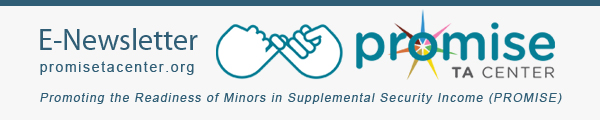 E-Newsletter
promisetacenter.org
promise
TA CENTER
Promoting the Readiness of Minors in Supplemental Security Income (PROMISE)